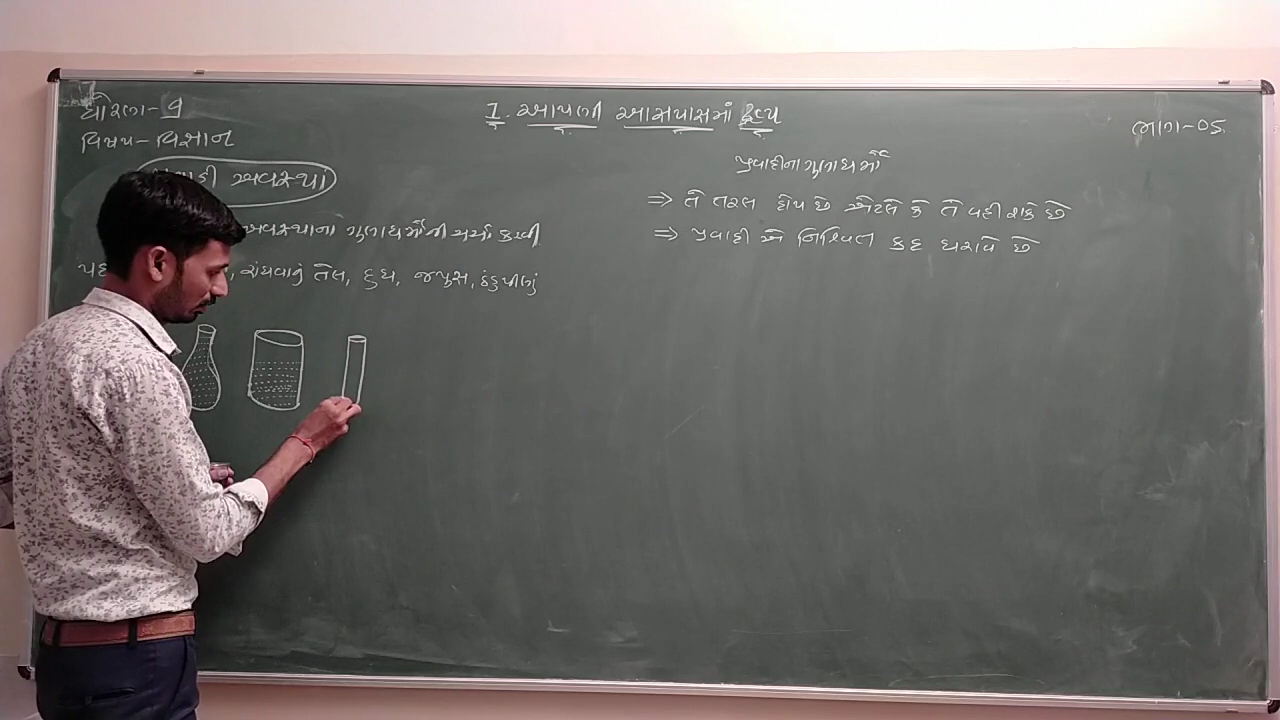 ધોરણ-9
વિષય-વિજ્ઞાન
1. આપણી આસપાસમાં દ્રવ્ય
ભાગ-05
અવસ્થા
અવસ્થાના ગુણધર્મોની ચર્ચા કરવી
રાંધવાનું તેલ, દુધ, જ્યુસ, ઠંડુપીણું
પ્રવાહીના ગુણધર્મો
⇒ તે તરલ હોય છે એટલે કે તે વહી શકે છે
⇒ પ્રવાહી એ નિશ્ચિત કદ ધરાવે છે